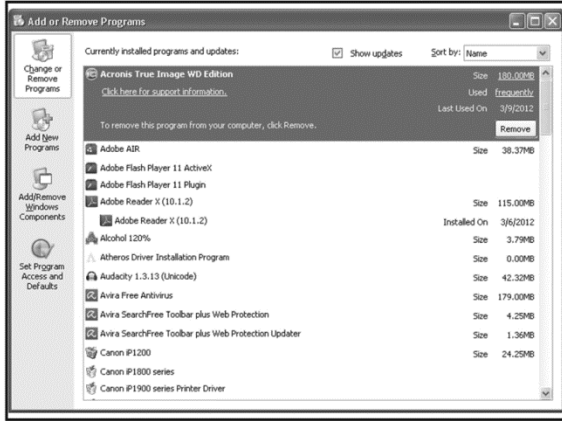 Add or Remove Programs
Change or
Remove
Programs
Add New
Programs
Add/Remove
Windows
Components
Set Program
Access and
Defaults
Currently installed programs and updates:
Show updates
Sort by: Name
Acronis True Image WD Edition Size 180.00MB
Click here for support information. Used frequently
Last Used On 3/9/2012
To remove this program from your computer, click Remove. Remove
Adobe AIR Size 38.37MB
Adobe Flash Player 11 ActiveX
Adobe Flash Player 11 Plugin
Adobe Reader X (10.1.2) Size 115.00MB
Adobe Reader X (10.1.2) Installed On 3/6/2012
Alcohol 120% Size 3.79MB
Atheros Driver Installation Program Size 0.00MB
Audacity 1.3.13 (Unicode) Size 42.32MB
Avira Free Antivirus Size 179.00MB
Avira SearchFree Toolbar plus Web Protection Size 4.25MB
Avira SearchFree Toolbar plus Web Protection Updater Size 1.36MB
Canon iP1200 Size 24.25MB
Canon iP1800 series
Canon iP1900 series Printer Driver